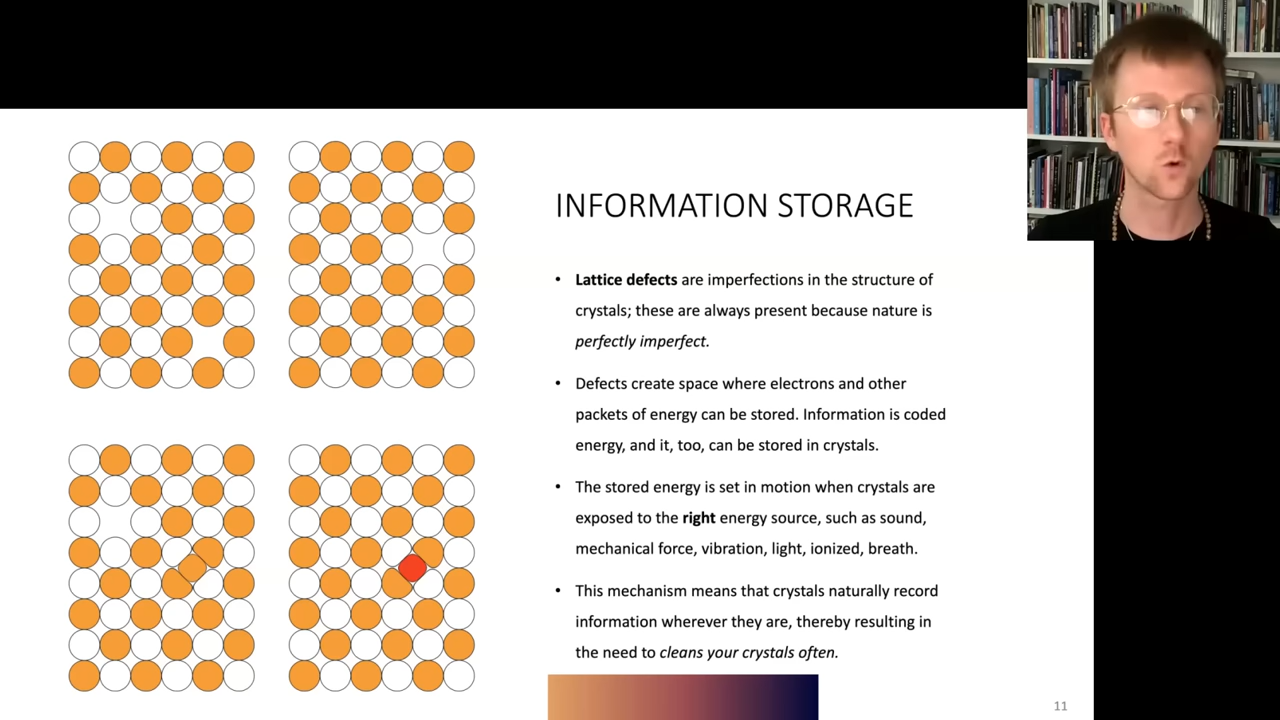 INFORMATION STORAGE
• Lattice defects are imperfections in the structure of
crystals; these are always present because nature is
perfectly imperfect.
• Defects create space where electrons and other
packets of energy can be stored. Information is coded
energy, and it, too, can be stored in crystals.
• The stored energy is set in motion when crystals are
exposed to the right energy source, such as sound,
mechanical force, vibration, light, ionized, breath.
• This mechanism means that crystals naturally record
information wherever they are, thereby resulting in
the need to cleans your crystals often.
11